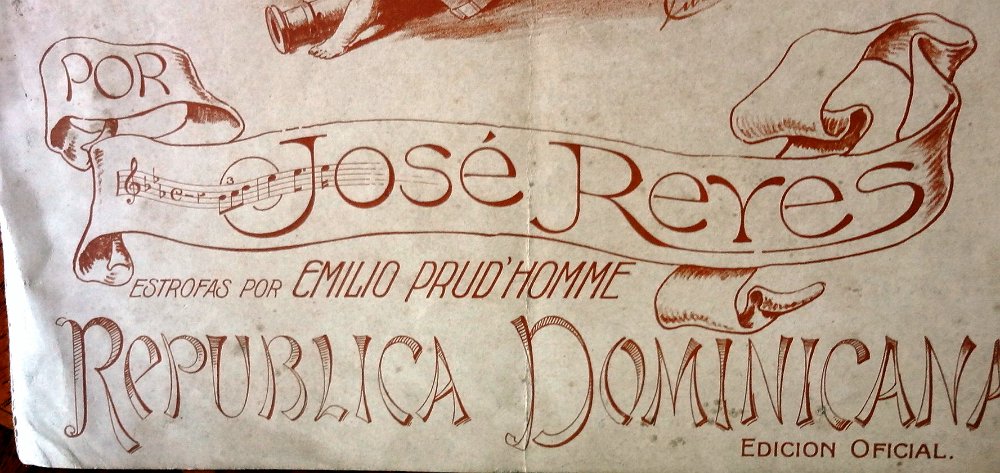 POR
José Reyes
ESTROFAS POR EMILIO PRUD'HOMME
REPUBLICA DOMINICANA
EDICION OFICIAL.